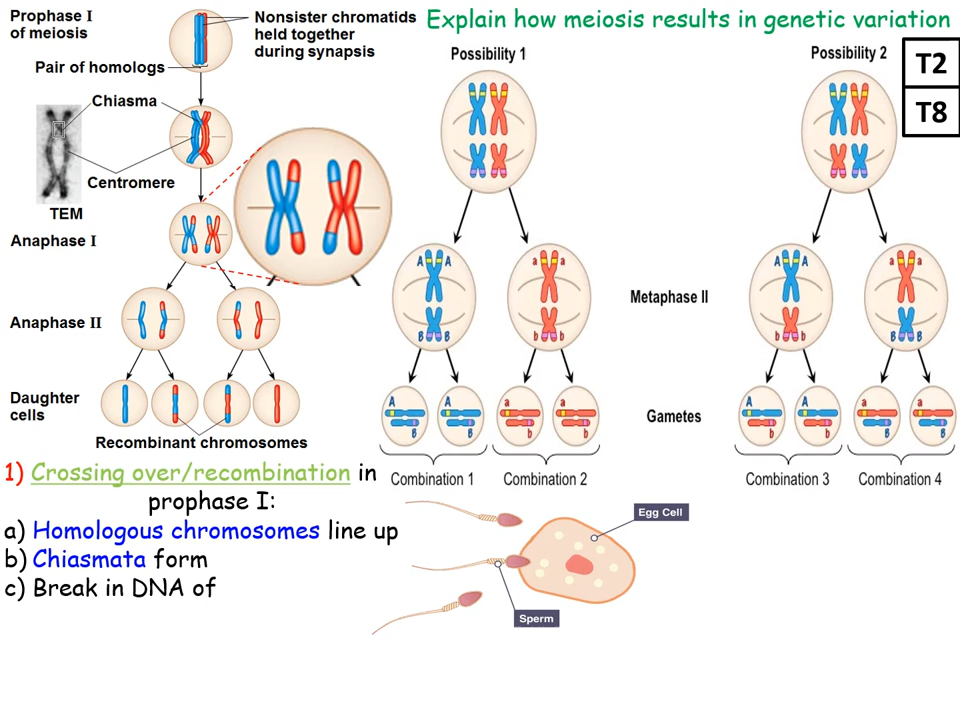 Explain how meiosis results in genetic variation
T2
T8
Prophase I
of meiosis
Nonsister chromatids
held together
during synapsis
Pair of homologs
Chiasma
Centromere
TEM
Anaphase I
Anaphase II
Daughter
cells
Recombinant chromosomes
Possibility 1
Possibility 2
A A
a a
A A
a a
B B
b b
b b
B B
Metaphase II
A
A
a
a
A
A
a
a
B
B
b
b
b
b
B
B
Gametes
Combination 1
Combination 2
Combination 3
Combination 4
1) Crossing over/recombination in
prophase I:
a) Homologous chromosomes line up
b) Chiasmata form
c) Break in DNA of
Egg Cell
Sperm